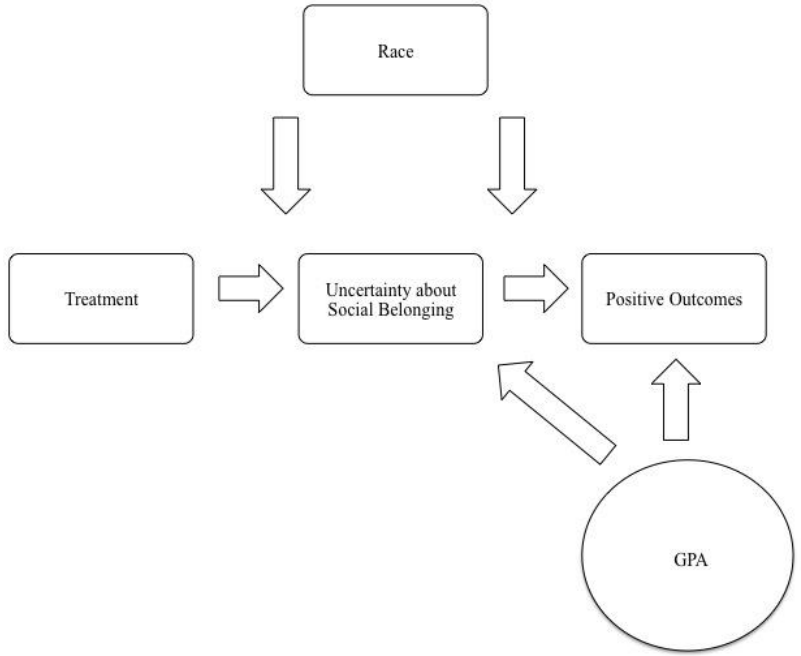 Race
Treatment
Uncertainty about
Social Belonging
Positive Outcomes
GPA